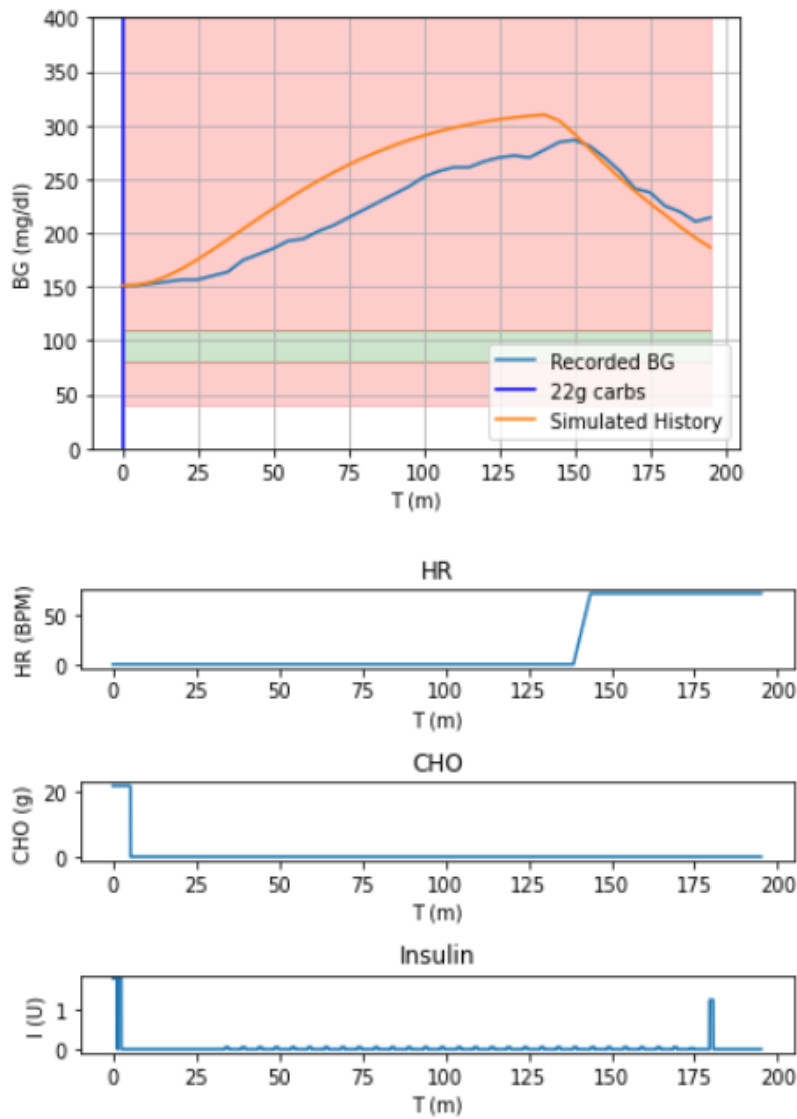 400
350
300
250
200
150
100
50
0
BG (mg/dl)
Recorded BG
22g carbs
Simulated History
0 25 50 75 100 125 150 175 200
T (m)
HR
HR (BPM)
50
0
0 25 50 75 100 125 150 175 200
T (m)
CHO
CHO (g)
20
0
0 25 50 75 100 125 150 175 200
T (m)
Insulin
I (U)
1
0
0 25 50 75 100 125 150 175 200
T (m)